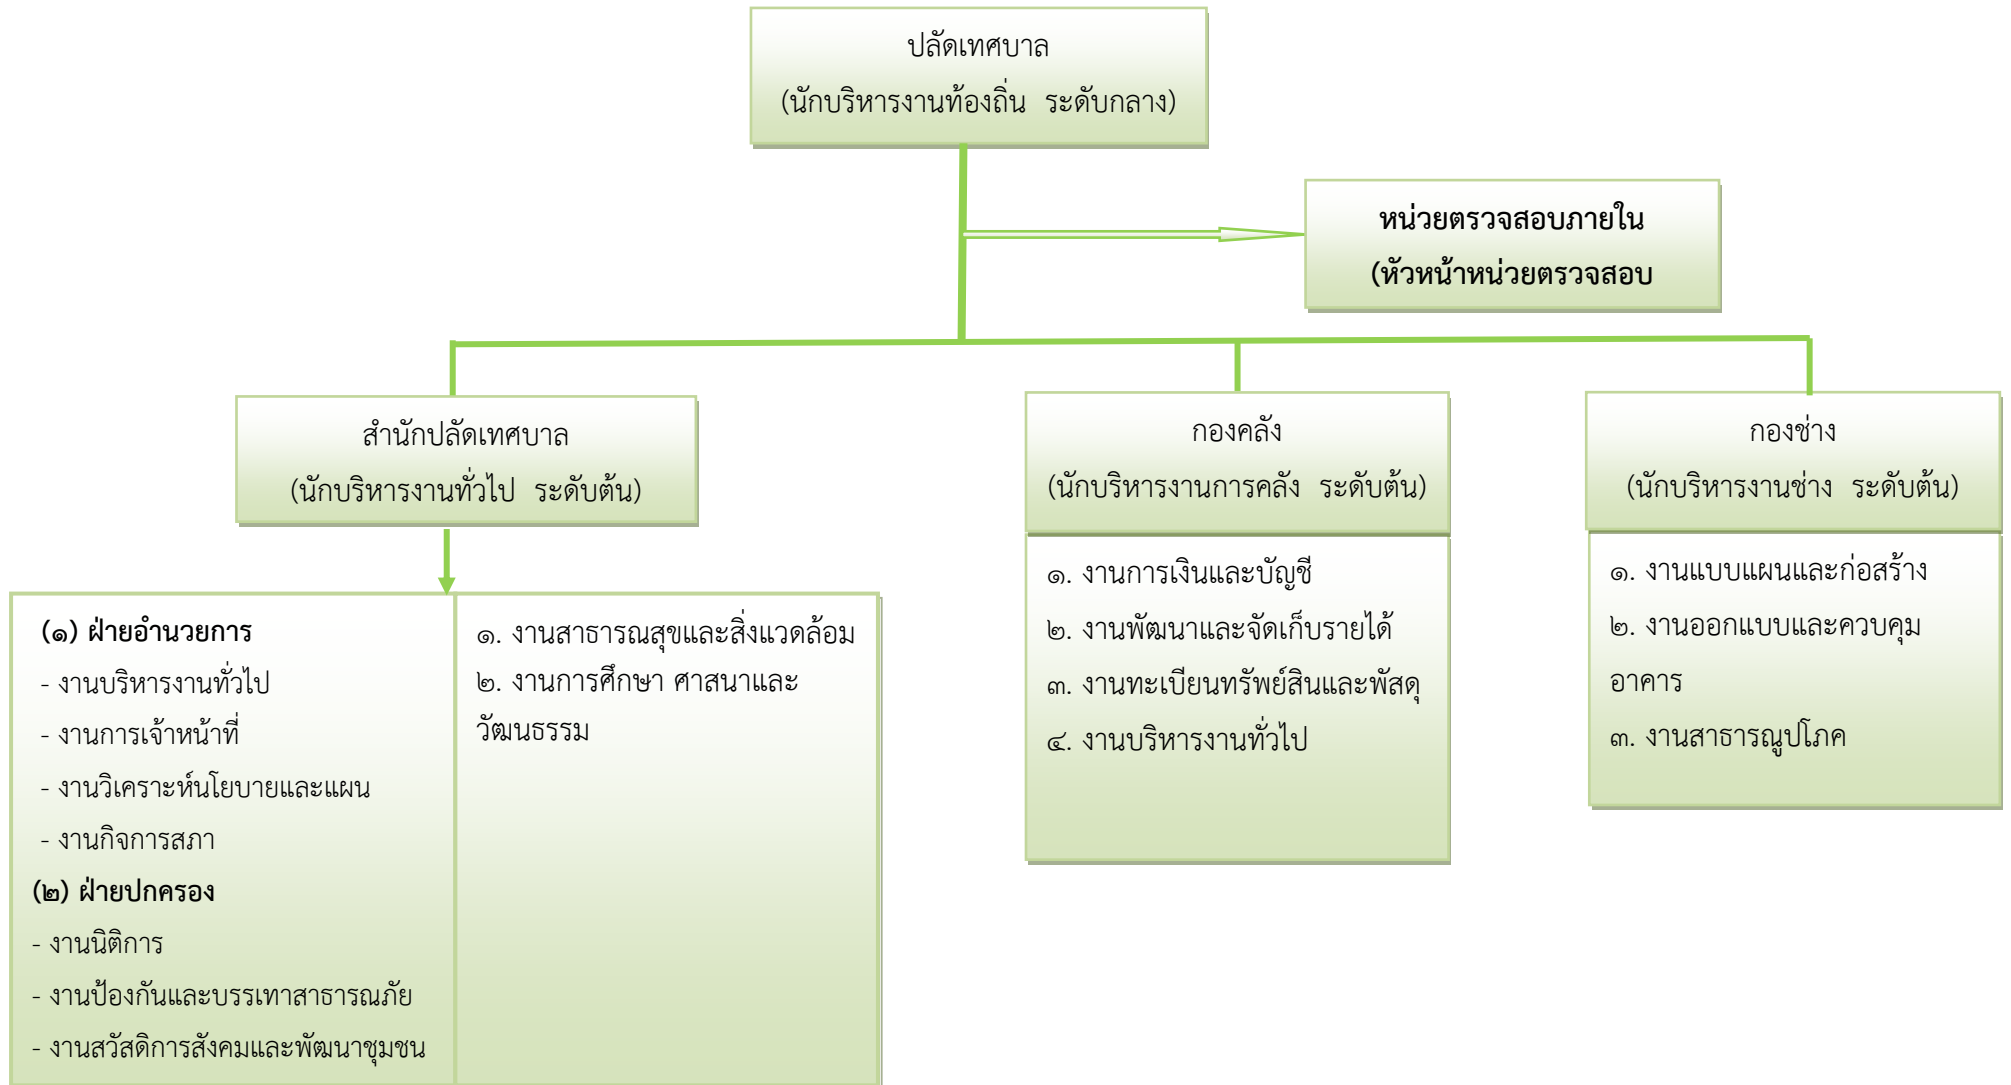 ปลัดเทศบาล
(นักบริหารงานท้องถิ่น ระดับกลาง)
หน่วยตรวจสอบภายใน
(หัวหน้าหน่วยตรวจสอบ
สำนักปลัดเทศบาล
(นักบริหารงานทั่วไป ระดับต้น)
(๑) ฝ่ายอำนวยการ
- งานบริหารงานทั่วไป
- งานการเจ้าหน้าที่
- งานวิเคราะห์นโยบายและแผน
- งานกิจการสภา
(๒) ฝ่ายปกครอง
- งานนิติการ
- งานป้องกันและบรรเทาสาธารณภัย
- งานสวัสดิการสังคมและพัฒนาชุมชน
๑. งานสาธารณสุขและสิ่งแวดล้อม
๒. งานการศึกษา ศาสนาและ
วัฒนธรรม
กองคลัง
(นักบริหารงานการคลัง ระดับต้น)
๑. งานการเงินและบัญชี
๒. งานพัฒนาและจัดเก็บรายได้
๓. งานทะเบียนทรัพย์สินและพัสดุ
๔. งานบริหารงานทั่วไป
กองช่าง
(นักบริหารงานช่าง ระดับต้น)
๑. งานแบบแผนและก่อสร้าง
๒. งานออกแบบและควบคุม
อาคาร
๓. งานสาธารณูปโภค